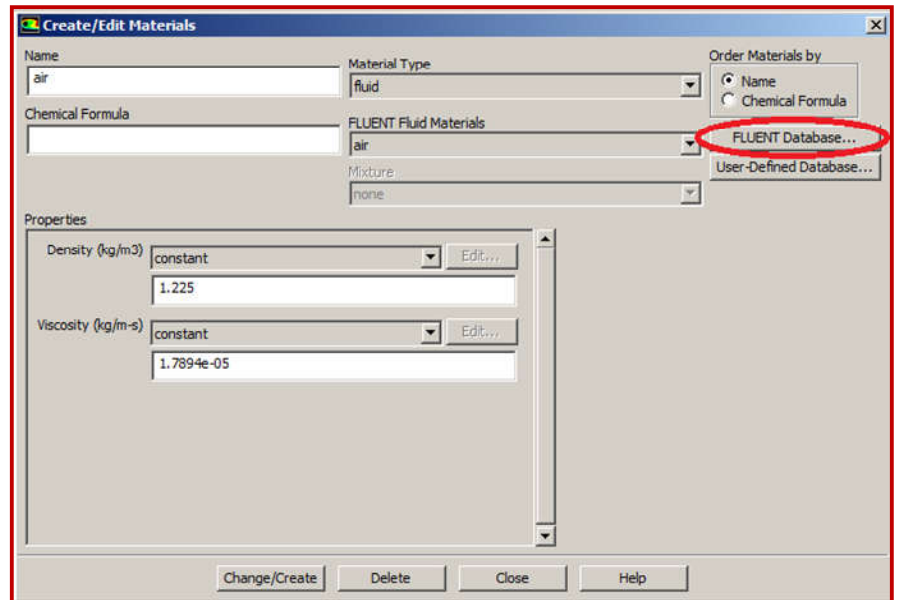 Create/Edit Materials
Name
air
Chemical Formula
Material Type
fluid
FLUENT Fluid Materials
air
Mixture
none
Order Materials by
Name
Chemical Formula
FLUENT Database...
User-Defined Database...
Properties
Density (kg/m3)
constant
Edit...
1.225
Viscosity (kg/m-s)
constant
Edit...
1.7894e-05
Change/Create
Delete
Close
Help